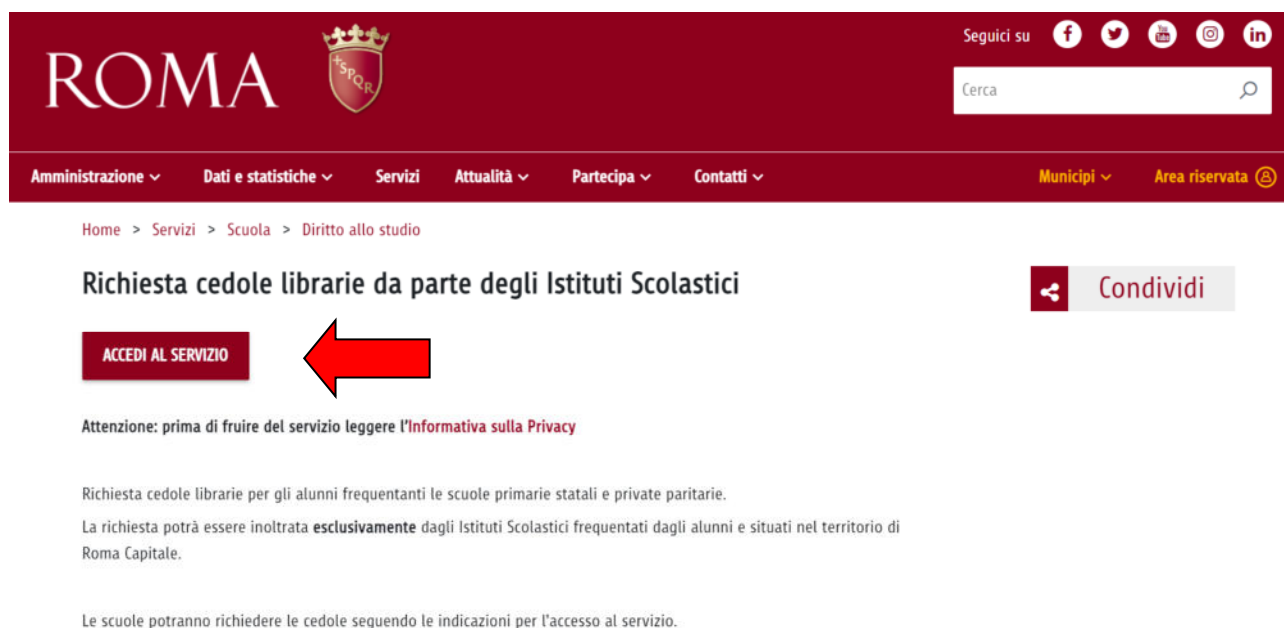 Seguici su
ROMA
SPQR
Cerca
Amministrazione Dati e statistiche Servizi Attualità Partecipa Contatti Municipi Area riservata
Home > Servizi > Scuola > Diritto allo studio
Richiesta cedole librarie da parte degli Istituti Scolastici
Condividi
ACCEDI AL SERVIZIO
Attenzione: prima di fruire del servizio leggere l'Informativa sulla Privacy
Richiesta cedole librarie per gli alunni frequentanti le scuole primarie statali e private paritarie.
La richiesta potrà essere inoltrata esclusivamente dagli Istituti Scolastici frequentati dagli alunni e situati nel territorio di
Roma Capitale.
Le scuole potranno richiedere le cedole seguendo le indicazioni per l'accesso al servizio.